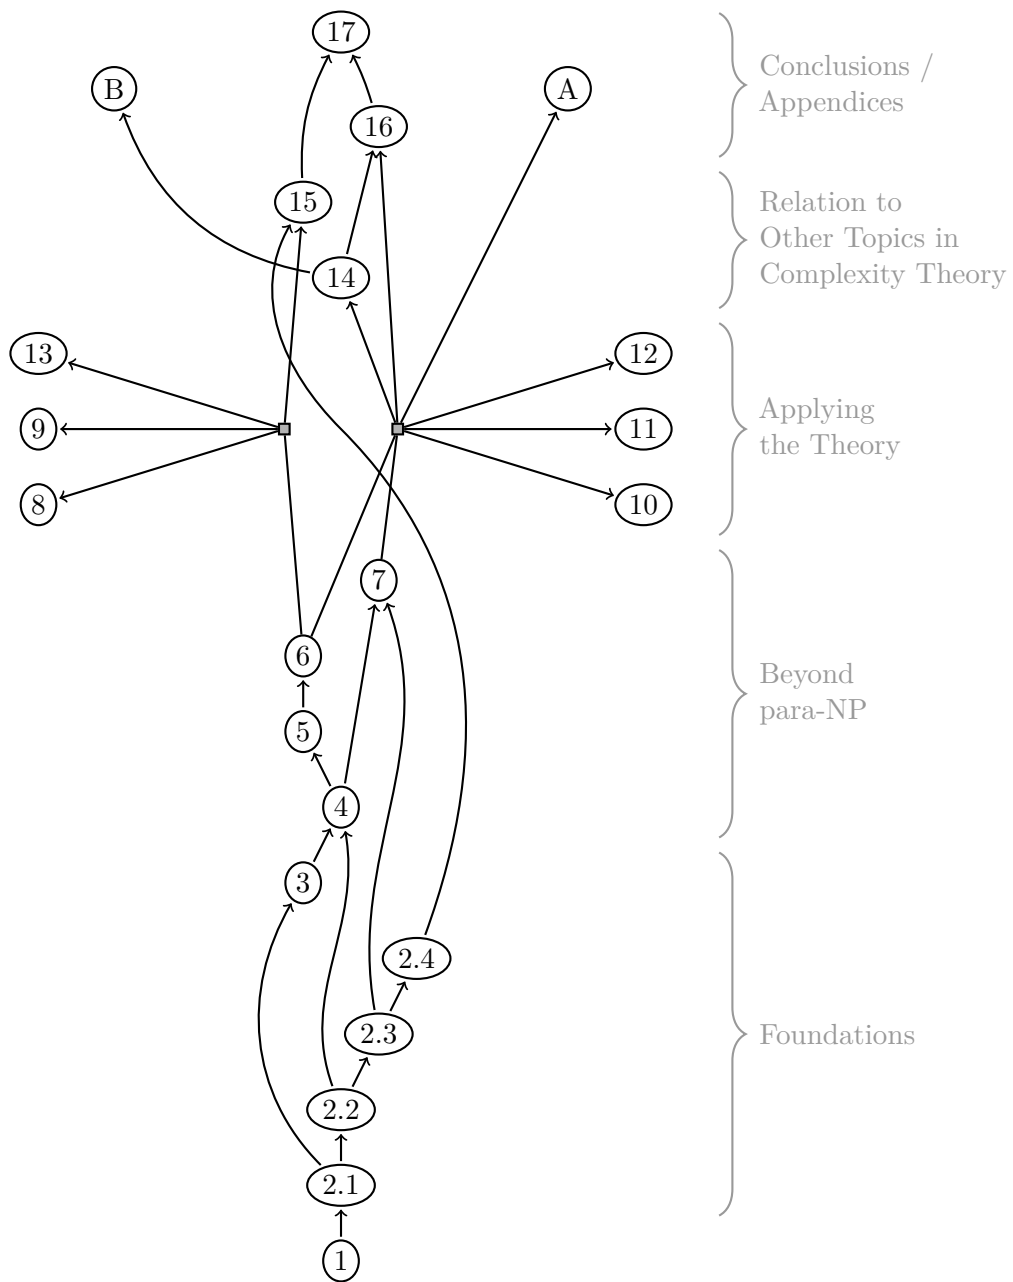 17
B
A
Conclusions /
Appendices
16
15
Relation to
Other Topics in
Complexity Theory
14
13
12
9
11
Applying
the Theory
8
10
7
6
Beyond
para-NP
5
4
3
2.4
2.3
Foundations
2.2
2.1
1